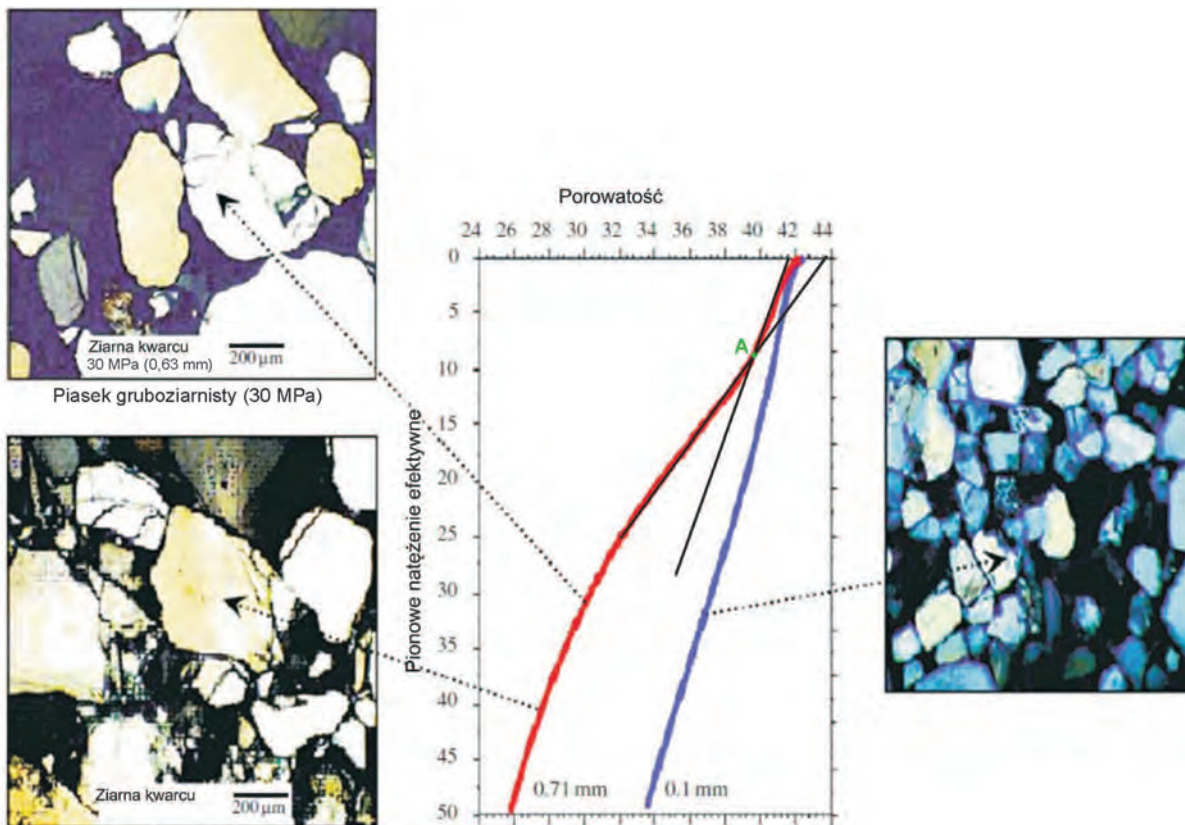 Ziarna kwarcu
30 MPa (0,63 mm)
200 µm
Piasek gruboziarnisty (30 MPa)
Ziarna kwarcu
200 µm
Porowatość
24 26 28 30 32 34 36 38 40 42 44
Pionowe natężenie efektywne
0
5
10
15
20
25
30
35
40
45
50
A
0.71 mm
0.1 mm